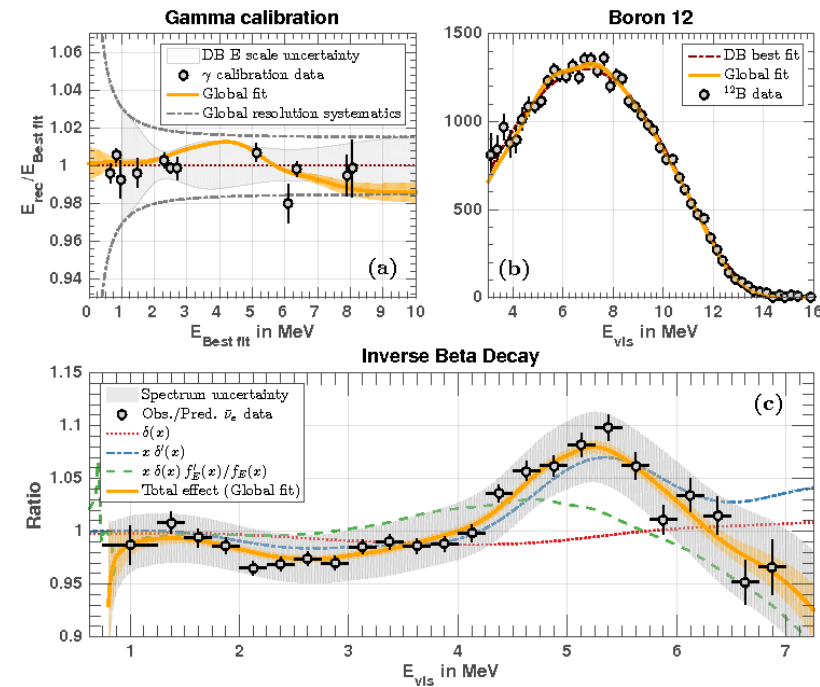 Gamma calibration
1.06
1.04
1.02
1
0.98
0.96
0.94
E_rec/E_Best fit
DB E scale uncertainty
γ calibration data
Global fit
Global resolution systematics
(a)
0 1 2 3 4 5 6 7 8 9 10
E_Best fit in MeV
Boron 12
1500
1000
500
0
DB best fit
Global fit
¹²B data
(b)
4 6 8 10 12 14 16
E_vis in MeV
Inverse Beta Decay
1.15
1.1
1.05
1
0.95
0.9
Ratio
Spectrum uncertainty
Obs./Pred. ν̄_e data
δ(x)
x δ′(x)
x δ(x) f′_E(x)/f_E(x)
Total effect (Global fit)
(c)
1 2 3 4 5 6 7
E_vis in MeV